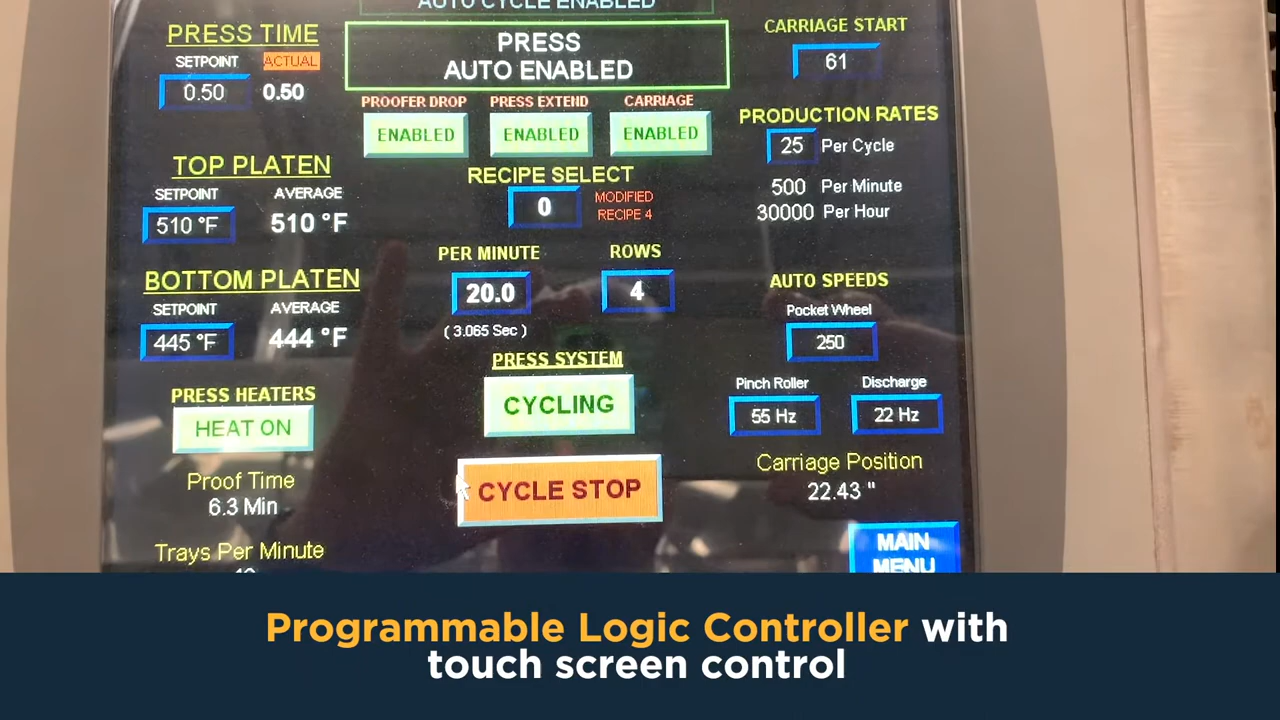 AUTO CYCLE ENABLED
PRESS TIME
SETPOINT ACTUAL
0.50 0.50
TOP PLATEN
SETPOINT AVERAGE
510 °F 510 °F
BOTTOM PLATEN
SETPOINT AVERAGE
445 °F 444 °F
PRESS HEATERS
HEAT ON
Proof Time
6.3 Min
Trays Per Minute
PRESS
AUTO ENABLED
PROOFER DROP PRESS EXTEND CARRIAGE
ENABLED ENABLED ENABLED
RECIPE SELECT
0 MODIFIED
RECIPE 4
PER MINUTE ROWS
20.0 4
( 3.065 Sec )
PRESS SYSTEM
CYCLING
CYCLE STOP
CARRIAGE START
61
PRODUCTION RATES
25 Per Cycle
500 Per Minute
30000 Per Hour
AUTO SPEEDS
Pocket Wheel
250
Pinch Roller Discharge
55 Hz 22 Hz
Carriage Position
22.43 "
MAIN
MENU
Programmable Logic Controller with
touch screen control